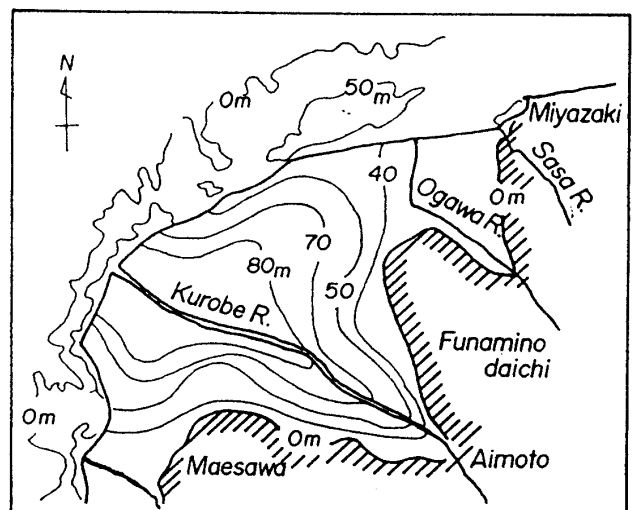 N
0m
50m
Miyazaki
Sasa R.
40
Ogawa R.
0m
70
80m
50
Kurobe R.
Funamino
daichi
0m
0m
Maesawa
Aimoto